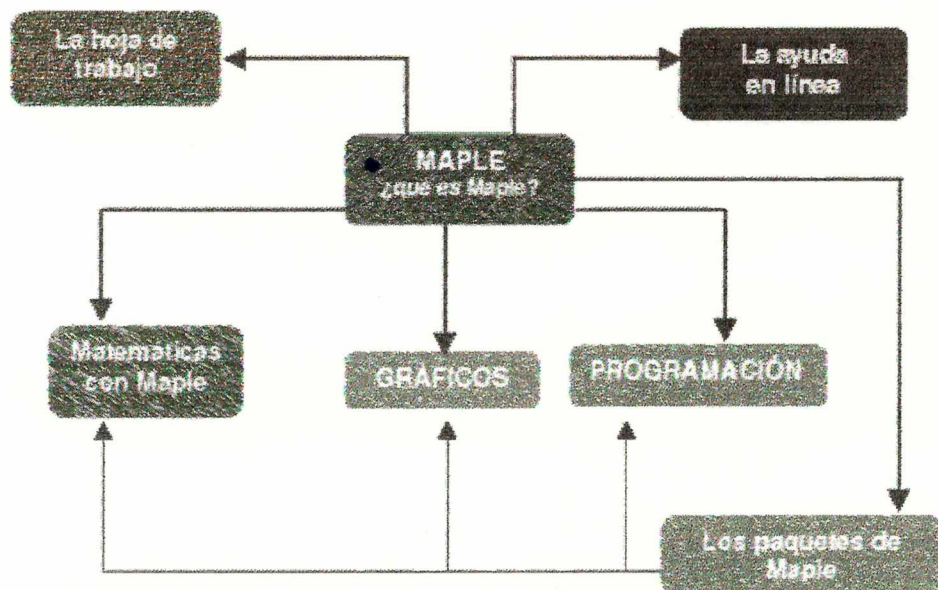 La hoja de
trabajo
La ayuda
en línea
MAPLE
¿qué es Maple?
Matemáticas
con Maple
GRÁFICOS
PROGRAMACIÓN
Los paquetes de
Maple